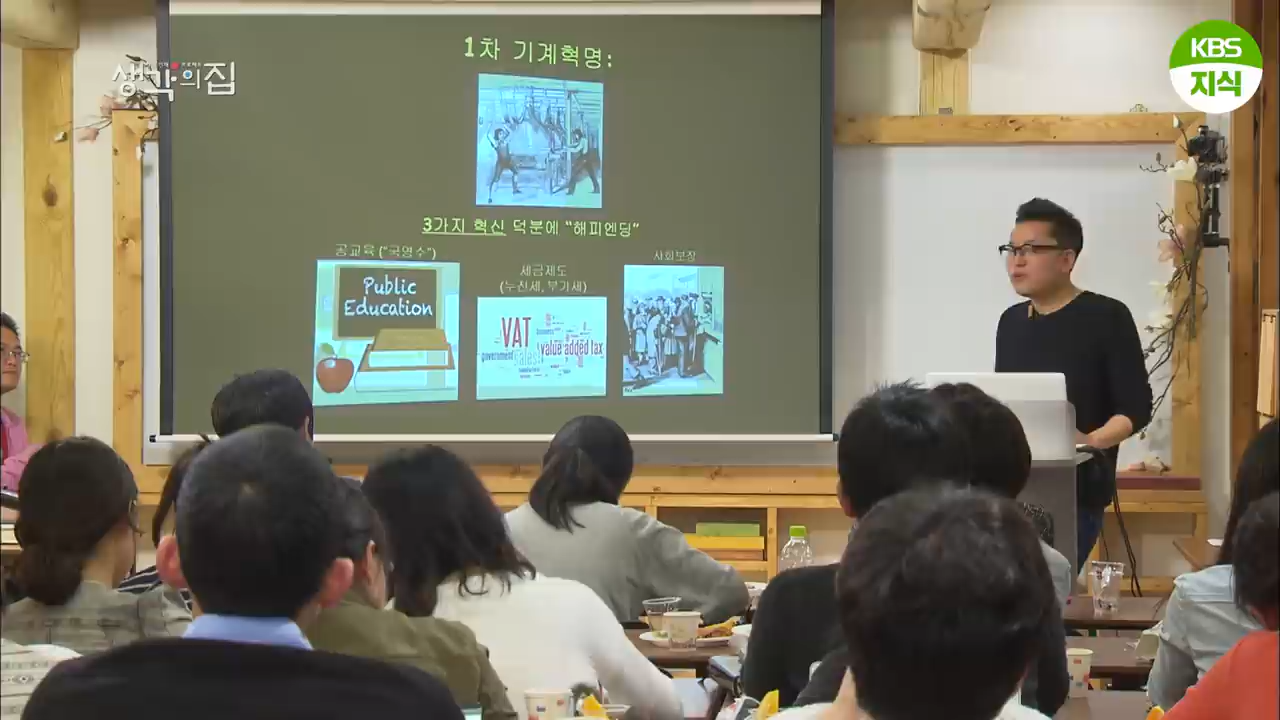 생각의집
KBS
지식
1차 기계혁명:
3가지 혁신 덕분에 "해피엔딩"
공교육 ("국영수")
세금제도
(누진세, 부가세)
사회보장
Public
Education
VAT
government
sales
value added tax